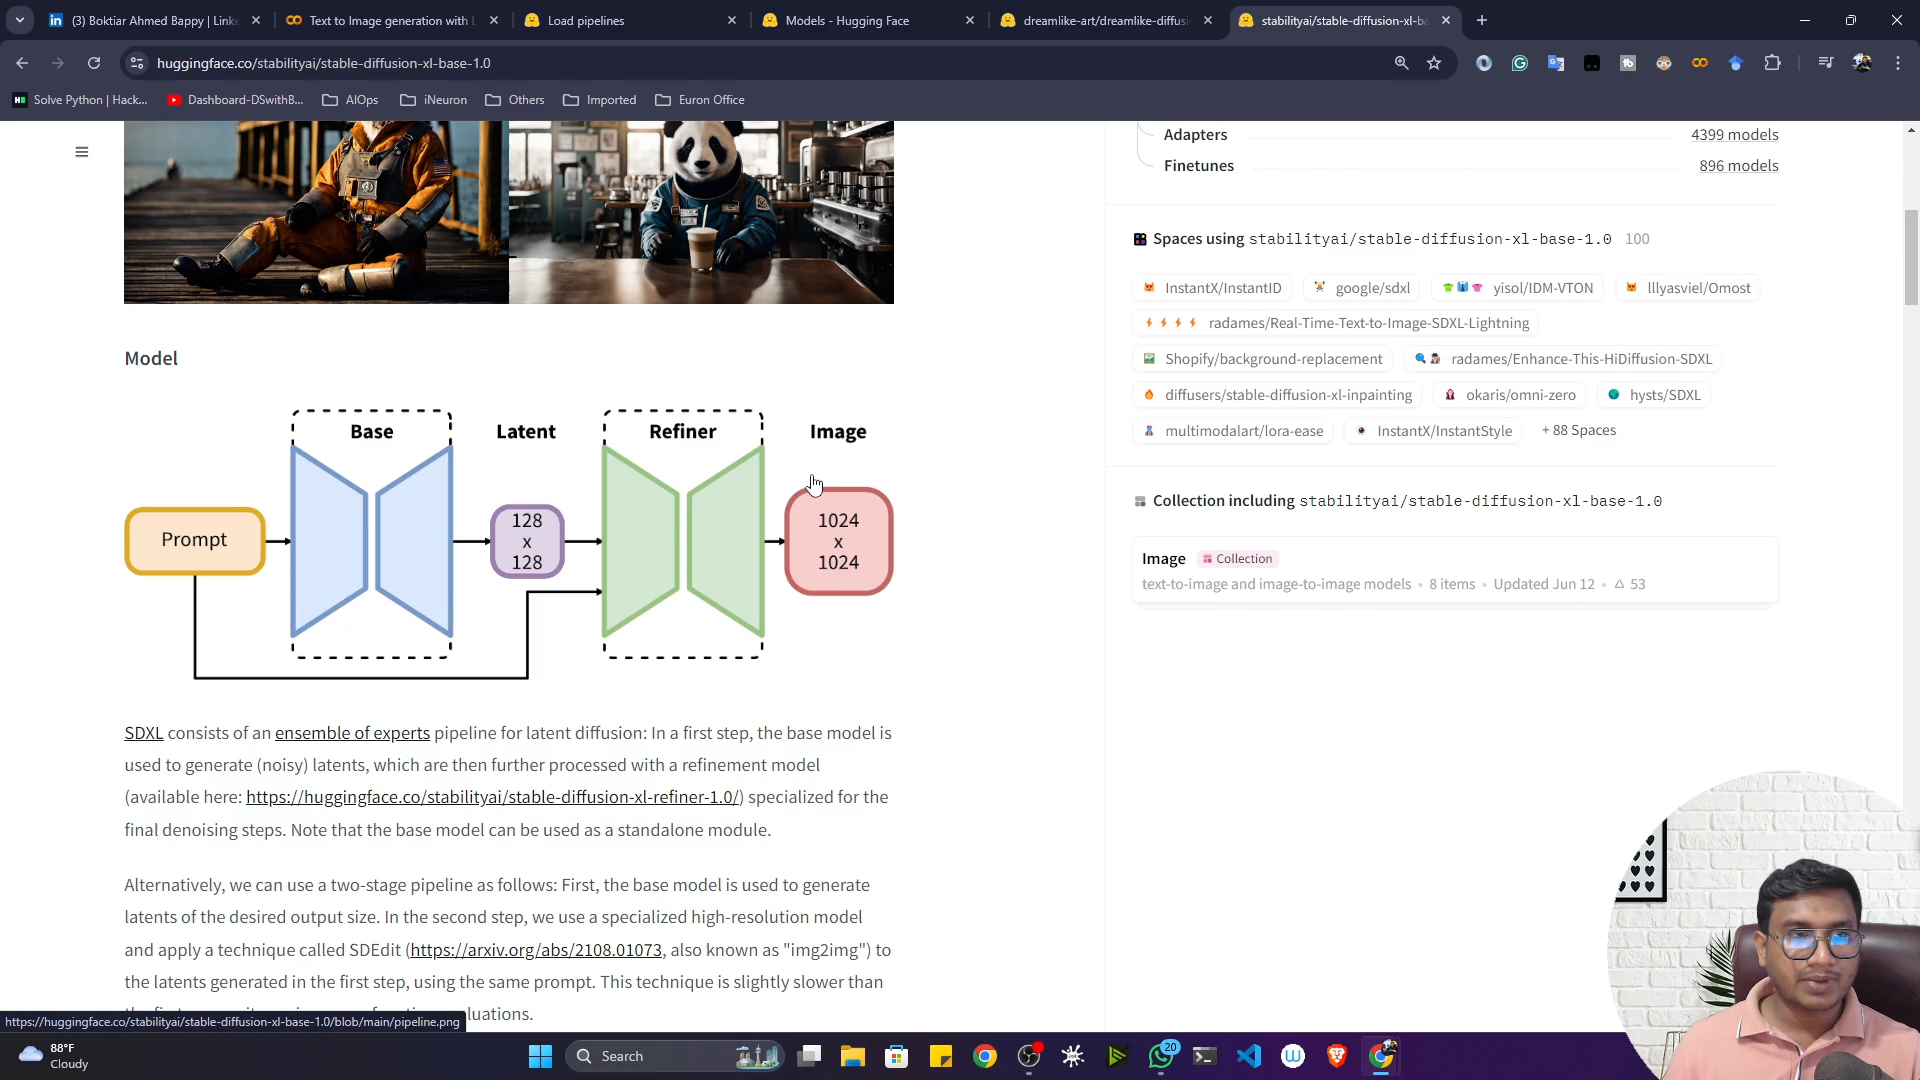 (3) Boktiar Ahmed Bappy | Linke
Text to Image generation with L
Load pipelines
Models - Hugging Face
dreamlike-art/dreamlike-diffusi
stabilityai/stable-diffusion-xl-ba
huggingface.co/stabilityai/stable-diffusion-xl-base-1.0
Solve Python | Hack...
Dashboard-DSwithB...
AIOps
iNeuron
Others
Imported
Euron Office
Adapters 4399 models
Finetunes 896 models
Spaces using stabilityai/stable-diffusion-xl-base-1.0 100
InstantX/InstantID google/sdxl yisol/IDM-VTON lllyasviel/Omost
radames/Real-Time-Text-to-Image-SDXL-Lightning
Shopify/background-replacement radames/Enhance-This-HiDiffusion-SDXL
diffusers/stable-diffusion-xl-inpainting okaris/omni-zero hysts/SDXL
multimodalart/lora-ease InstantX/InstantStyle + 88 Spaces
Collection including stabilityai/stable-diffusion-xl-base-1.0
Image Collection
text-to-image and image-to-image models • 8 items • Updated Jun 12 • 53
Model
Base Latent Refiner Image
Prompt
128
x
128
1024
x
1024
SDXL consists of an ensemble of experts pipeline for latent diffusion: In a first step, the base model is
used to generate (noisy) latents, which are then further processed with a refinement model
(available here: https://huggingface.co/stabilityai/stable-diffusion-xl-refiner-1.0/) specialized for the
final denoising steps. Note that the base model can be used as a standalone module.
Alternatively, we can use a two-stage pipeline as follows: First, the base model is used to generate
latents of the desired output size. In the second step, we use a specialized high-resolution model
and apply a technique called SDEdit (https://arxiv.org/abs/2108.01073, also known as "img2img") to
the latents generated in the first step, using the same prompt. This technique is slightly slower than
luations.
https://huggingface.co/stabilityai/stable-diffusion-xl-base-1.0/blob/main/pipeline.png
88°F
Cloudy
Search
20